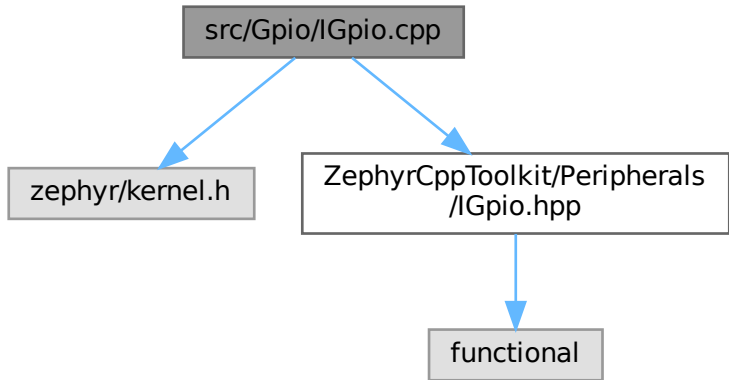 src/Gpio/IGpio.cpp
zephyr/kernel.h
ZephyrCppToolkit/Peripherals
/IGpio.hpp
functional